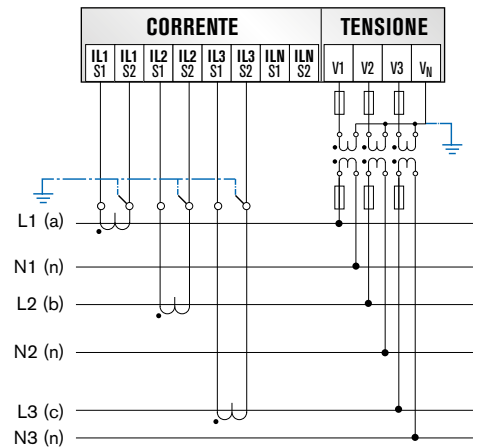 CORRENTE TENSIONE
IL1 IL1 IL2 IL2 IL3 IL3 ILN ILN
S1 S2 S1 S2 S1 S2 S1 S2
V1 V2 V3 VN
L1 (a)
N1 (n)
L2 (b)
N2 (n)
L3 (c)
N3 (n)